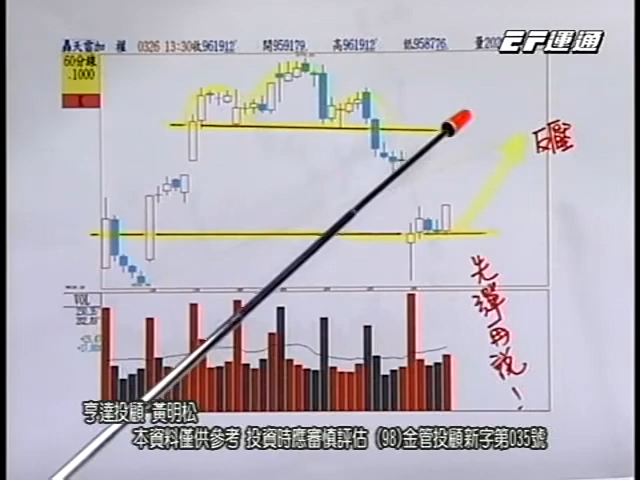 EF運通
轟天雷加 權 0326 13:30收961912 開959179 高961912 低958776 量202
60分線
.1000
反壓
VOL
先彈再說！
亨達投顧 黃明松
本資料僅供參考 投資時應審慎評估 (98)金管投顧新字第035號